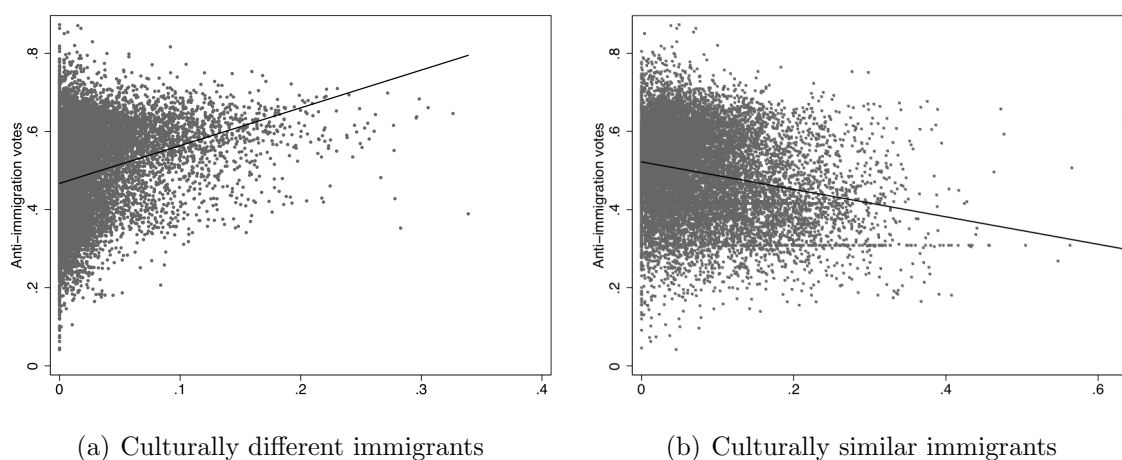 Anti−immigration votes
.8
.6
.4
.2
0
0 .1 .2 .3 .4
(a) Culturally different immigrants
Anti−immigration votes
.8
.6
.4
.2
0
0 .2 .4 .6
(b) Culturally similar immigrants